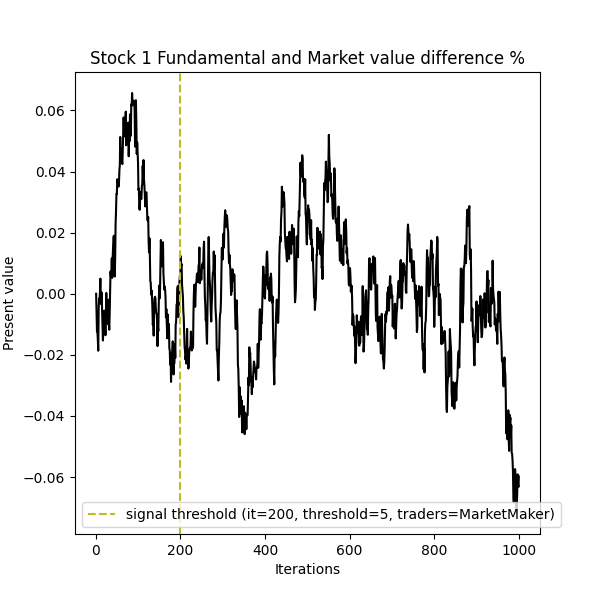 Stock 1 Fundamental and Market value difference %
0.06
0.04
0.02
0.00
−0.02
−0.04
−0.06
Present value
signal threshold (it=200, threshold=5, traders=MarketMaker)
0 200 400 600 800 1000
Iterations